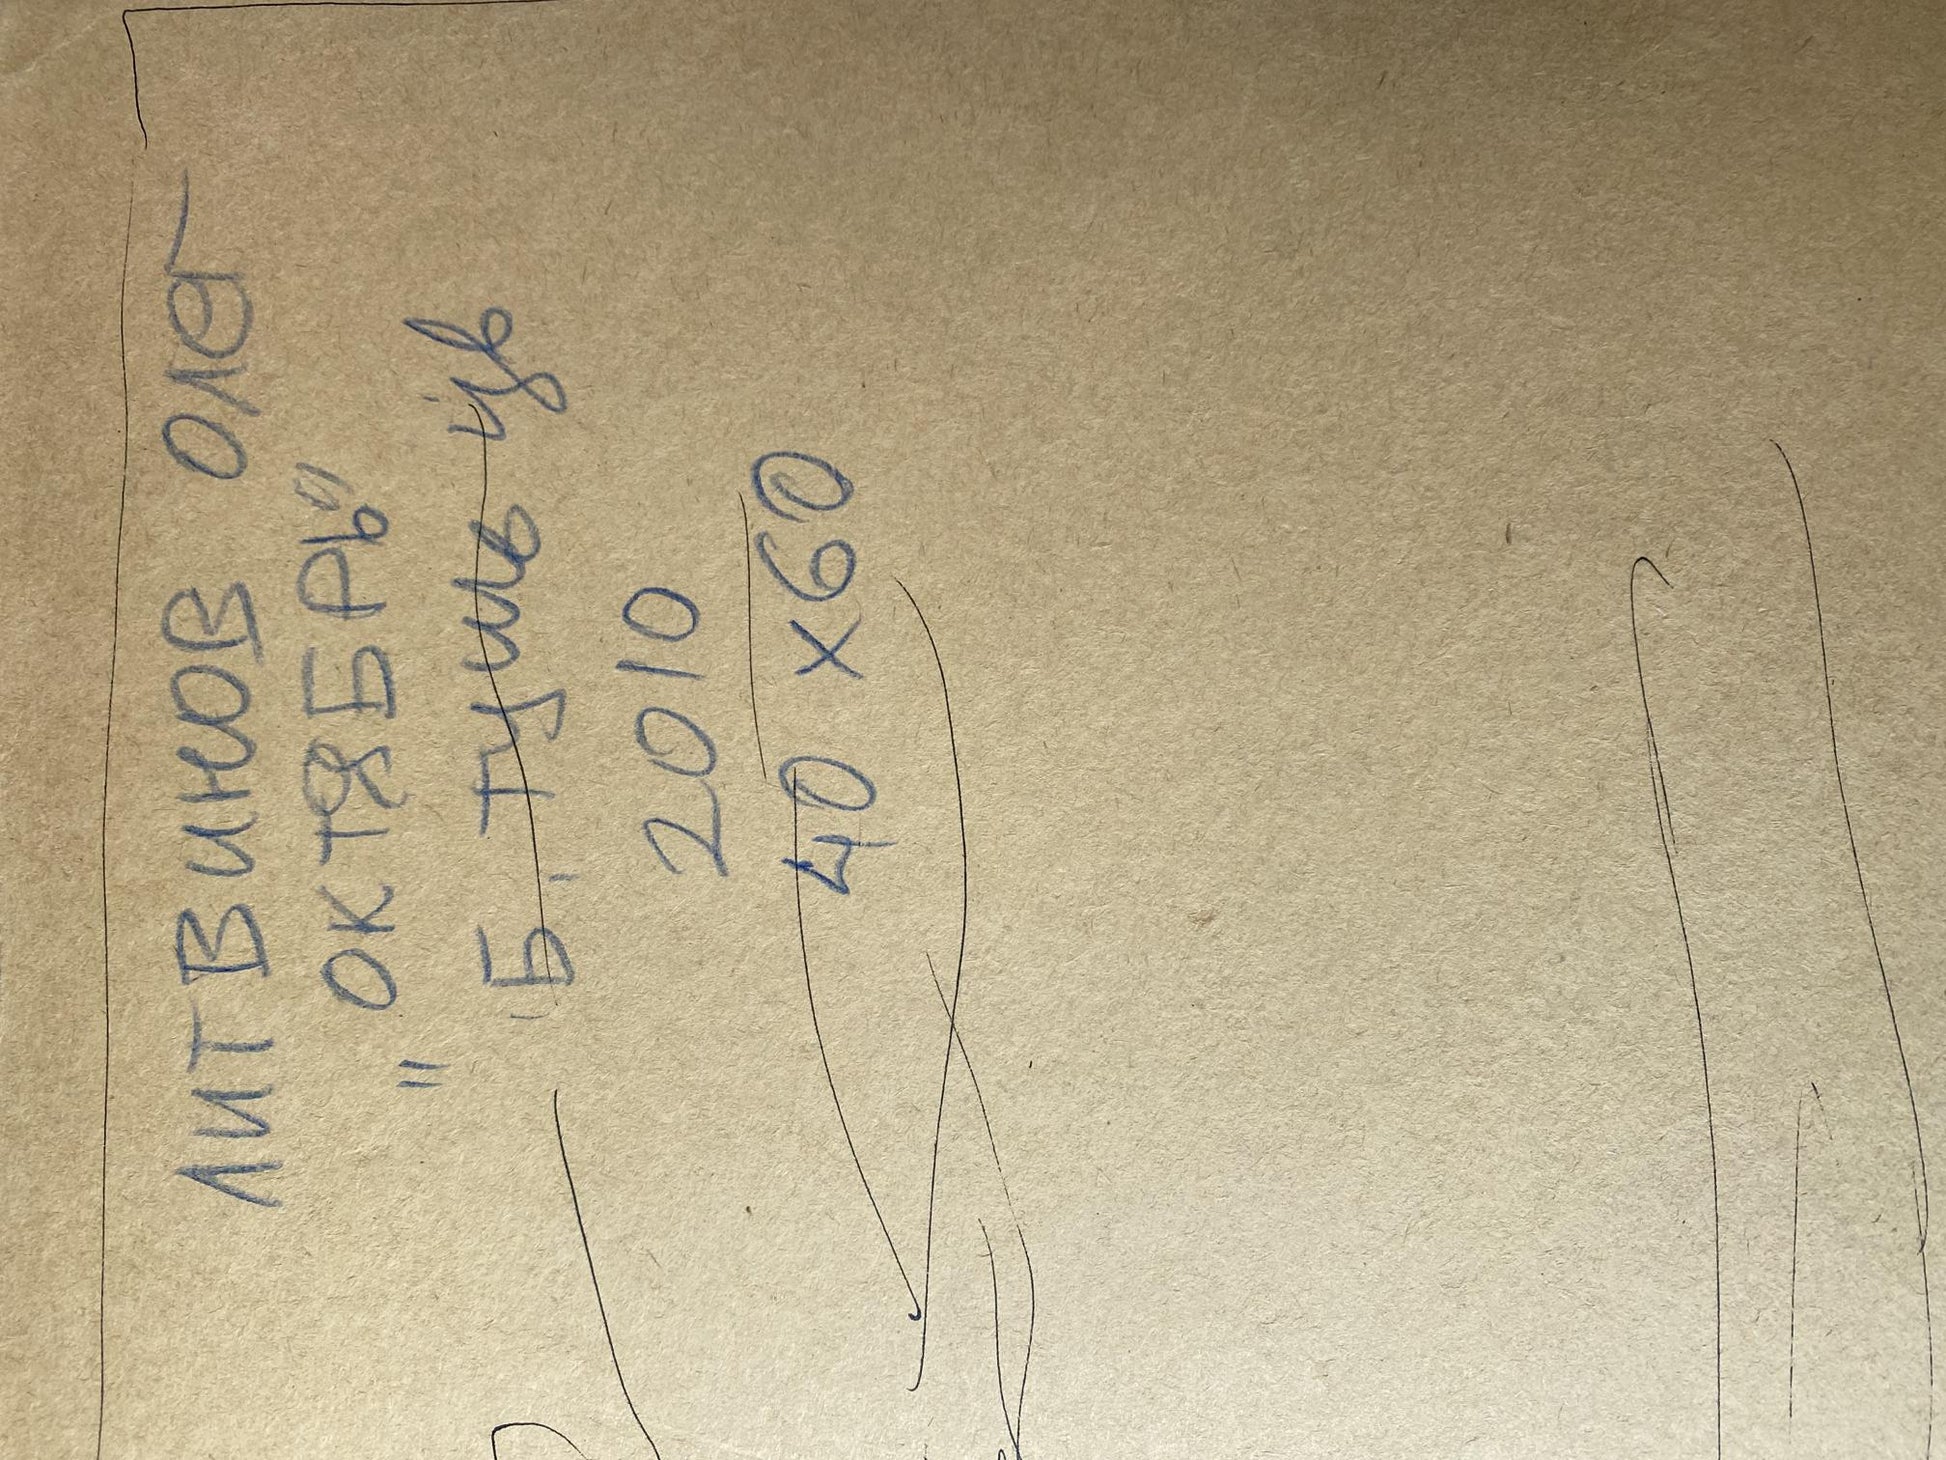 ЛИТВИНОВ ОЛЕГ
"ОКТЯБРЬ"
Б. тушь цв
2010
40 x 60